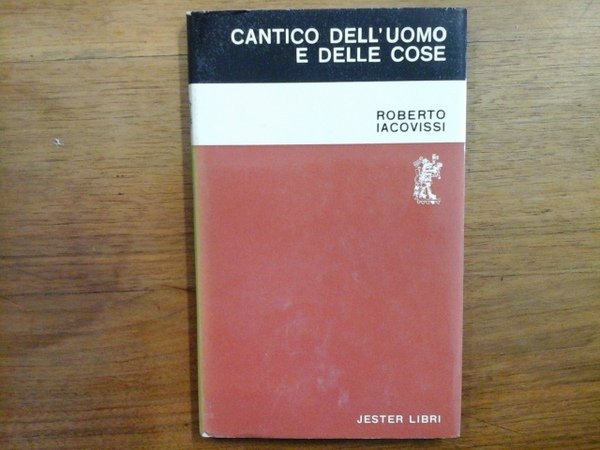 CANTICO DELL'UOMO
E DELLE COSE
ROBERTO
IACOVISSI
JESTER LIBRI